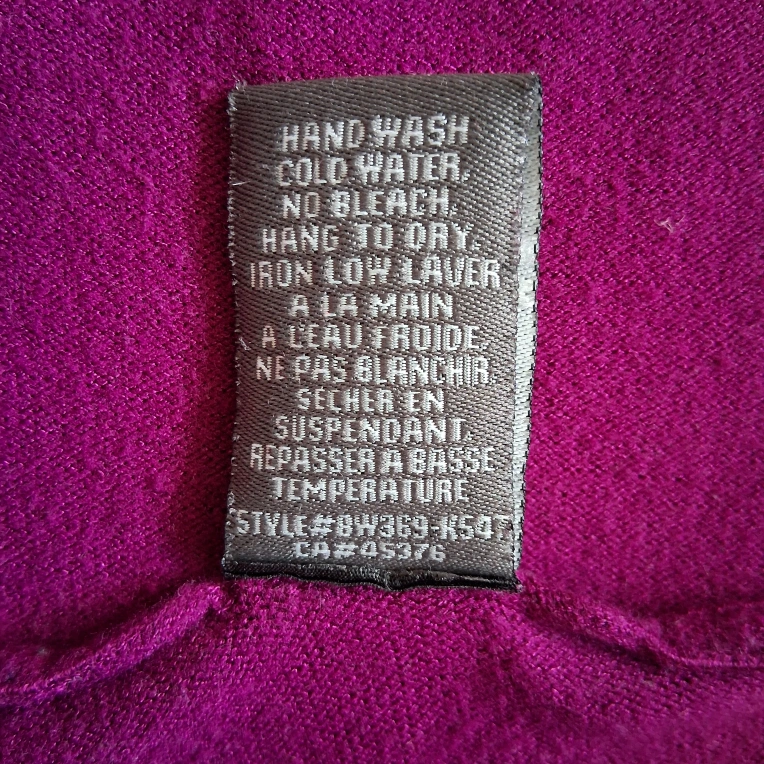 HAND WASH
COLD WATER,
NO BLEACH,
HANG TO DRY,
IRON LOW LAVER
A LA MAIN
A L'EAU FROIDE,
NE PAS BLANCHIR,
SECHER EN
SUSPENDANT,
REPASSER A BASSE
TEMPERATURE
STYLE#8W369-K547
CA#45376